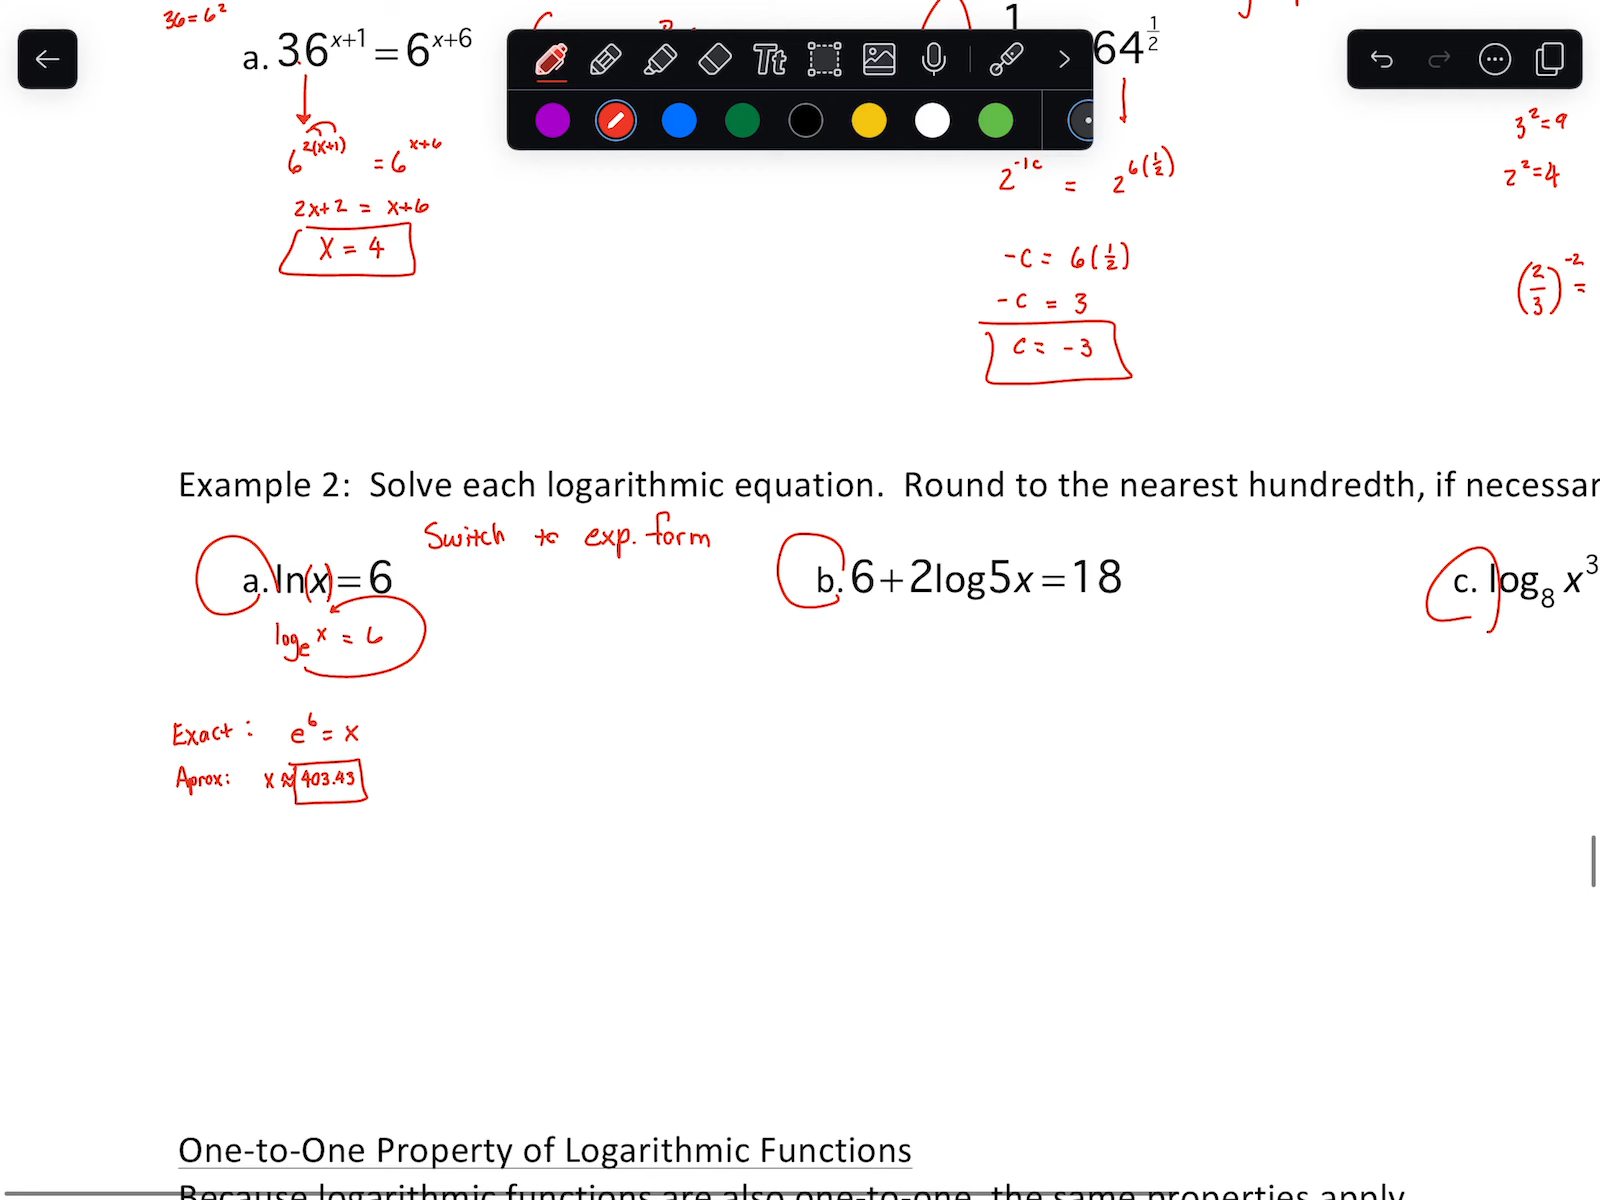 36=6²
a. 36^{x+1} = 6^{x+6}
6^{2(x+1)} = 6^{x+6}
2x+2 = x+6
x = 4
Tt
1
64^{1/2}
2^{-1c} = 2^{6(1/2)}
-c = 6(1/2)
-c = 3
c = -3
3²=9
2²=4
(2/3)^{-2} =
Example 2: Solve each logarithmic equation. Round to the nearest hundredth, if necessar
Switch to exp. form
a. ln(x) = 6
log_e x = 6
Exact: e^6 = x
Aprox: x ≈ 403.43
b. 6+2log5x=18
c. log_8 x^3
One-to-One Property of Logarithmic Functions
Because logarithmic functions are also one-to-one, the same properties apply